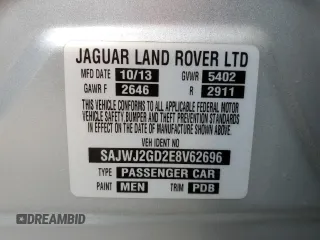 JAGUAR LAND ROVER LTD
MFD DATE 10/13 GVWR 5402
GAWR F 2646 R 2911
THIS VEHICLE CONFORMS TO ALL APPLICABLE FEDERAL MOTOR
VEHICLE SAFETY, BUMPER, AND THEFT PREVENTION
STANDARDS IN EFFECT ON THE DATE OF MANUFACTURE
SHOWN ABOVE.
VEH IDENT NO
SAJWJ2GD2E8V62696
TYPE PASSENGER CAR
PAINT MEN TRIM PDB
DREAMBID